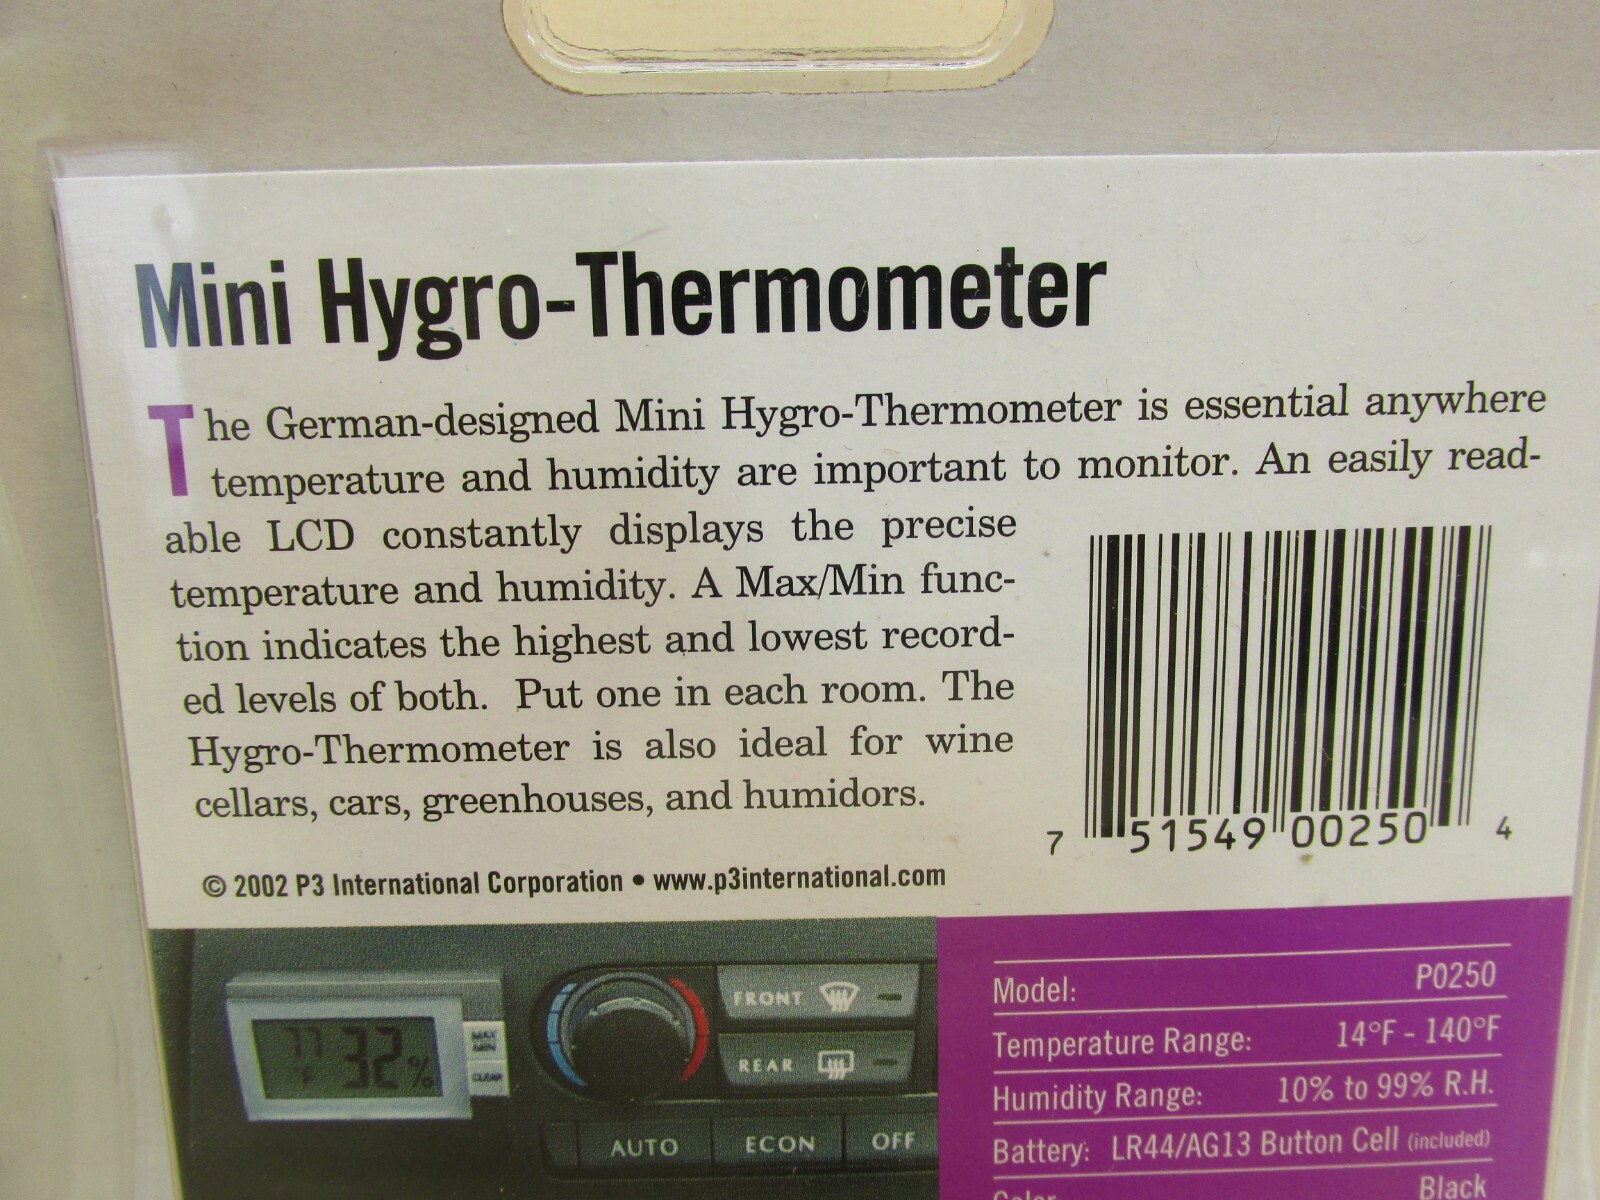 Mini Hygro-Thermometer
The German-designed Mini Hygro-Thermometer is essential anywhere
temperature and humidity are important to monitor. An easily read-
able LCD constantly displays the precise
temperature and humidity. A Max/Min func-
tion indicates the highest and lowest record-
ed levels of both. Put one in each room. The
Hygro-Thermometer is also ideal for wine
cellars, cars, greenhouses, and humidors.
7 51549 00250 4
© 2002 P3 International Corporation • www.p3international.com
77 °F 32%
MAX
MIN
CLEAR
FRONT
REAR
AUTO ECON OFF
Model: P0250
Temperature Range: 14°F - 140°F
Humidity Range: 10% to 99% R.H.
Battery: LR44/AG13 Button Cell (included)
Color: Black